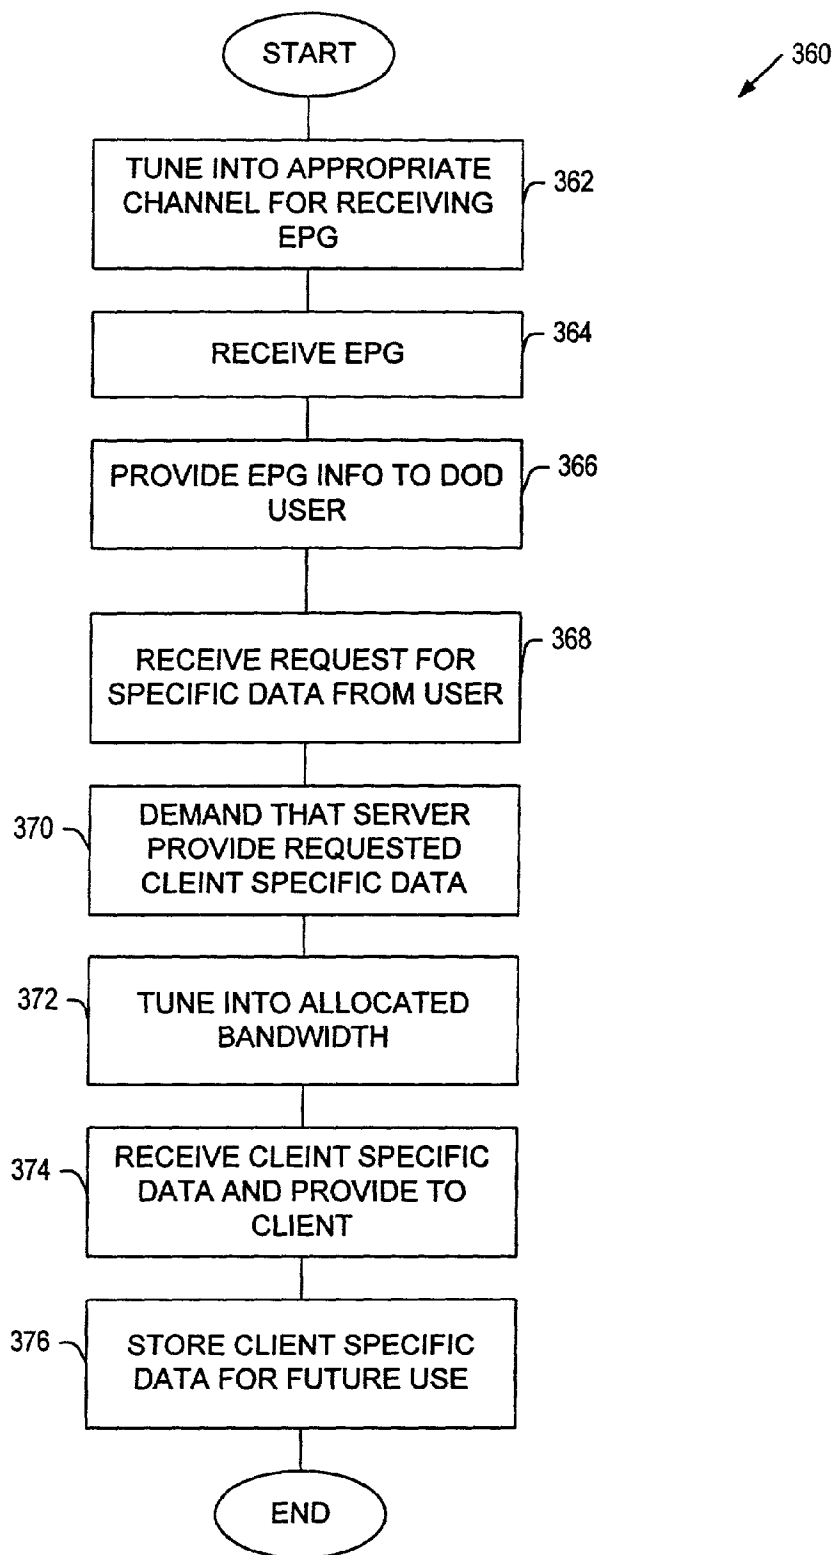 START
360
TUNE INTO APPROPRIATE
CHANNEL FOR RECEIVING
EPG
362
RECEIVE EPG
364
PROVIDE EPG INFO TO DOD
USER
366
RECEIVE REQUEST FOR
SPECIFIC DATA FROM USER
368
370
DEMAND THAT SERVER
PROVIDE REQUESTED
CLEINT SPECIFIC DATA
372
TUNE INTO ALLOCATED
BANDWIDTH
374
RECEIVE CLEINT SPECIFIC
DATA AND PROVIDE TO
CLIENT
376
STORE CLIENT SPECIFIC
DATA FOR FUTURE USE
END